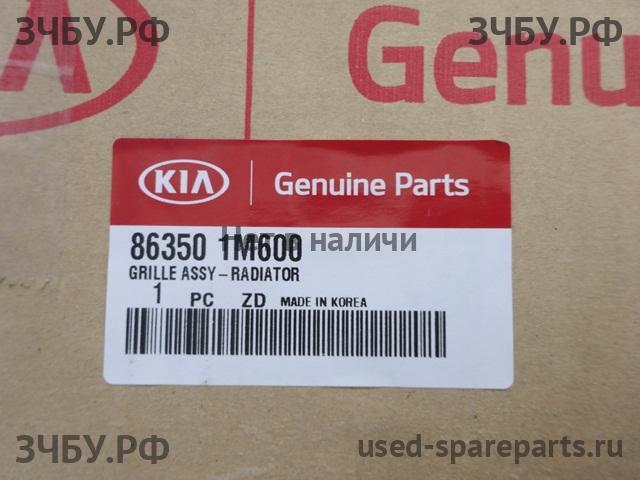 ЗЧБУ.РФ
ЗЧБУ.РФ
KIA
Genu
KIA
Genuine Parts
86350 1M600
Нет в наличи
GRILLE ASSY-RADIATOR
1 PC ZD MADE IN KOREA
ЗЧБУ.РФ
used-spareparts.ru